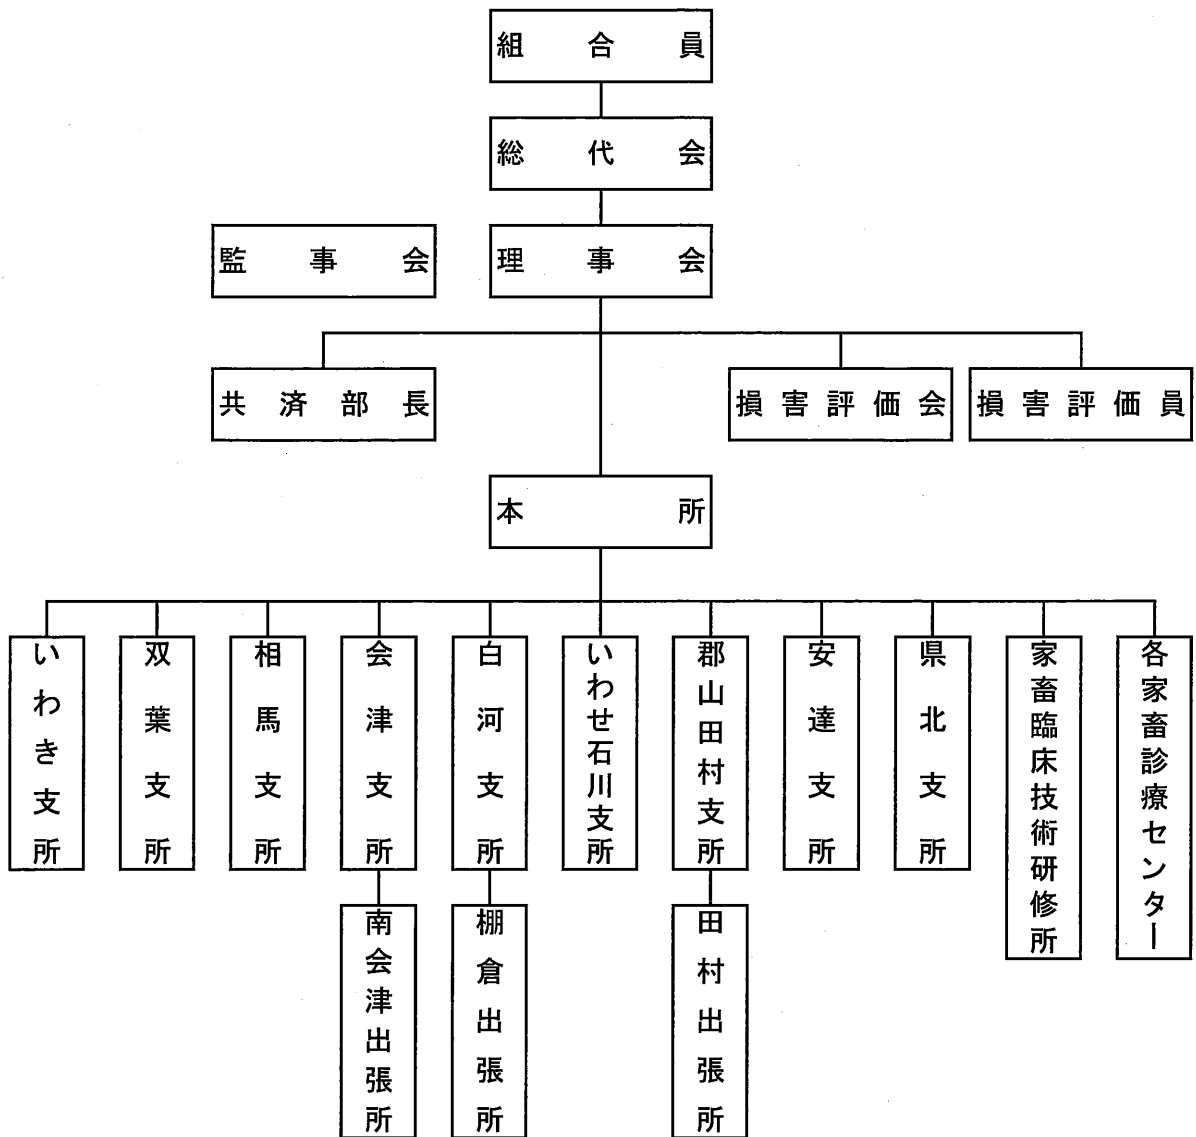 組合員
総代会
監事会
理事会
共済部長
損害評価会
損害評価員
本所
いわき支所
双葉支所
相馬支所
会津支所
白河支所
いわせ石川支所
郡山田村支所
安達支所
県北支所
家畜臨床技術研修所
各家畜診療センター
南会津出張所
棚倉出張所
田村出張所